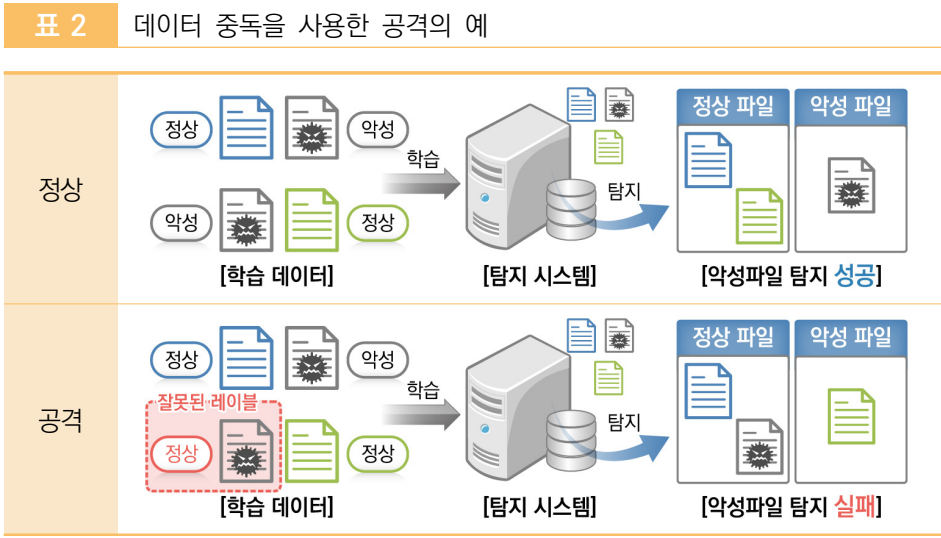 표 2 데이터 중독을 사용한 공격의 예
정상
정상 악성
악성 정상
학습
탐지
정상 파일 악성 파일
[학습 데이터] [탐지 시스템] [악성파일 탐지 성공]
공격
정상 악성
잘못된 레이블
정상 정상
학습
탐지
정상 파일 악성 파일
[학습 데이터] [탐지 시스템] [악성파일 탐지 실패]